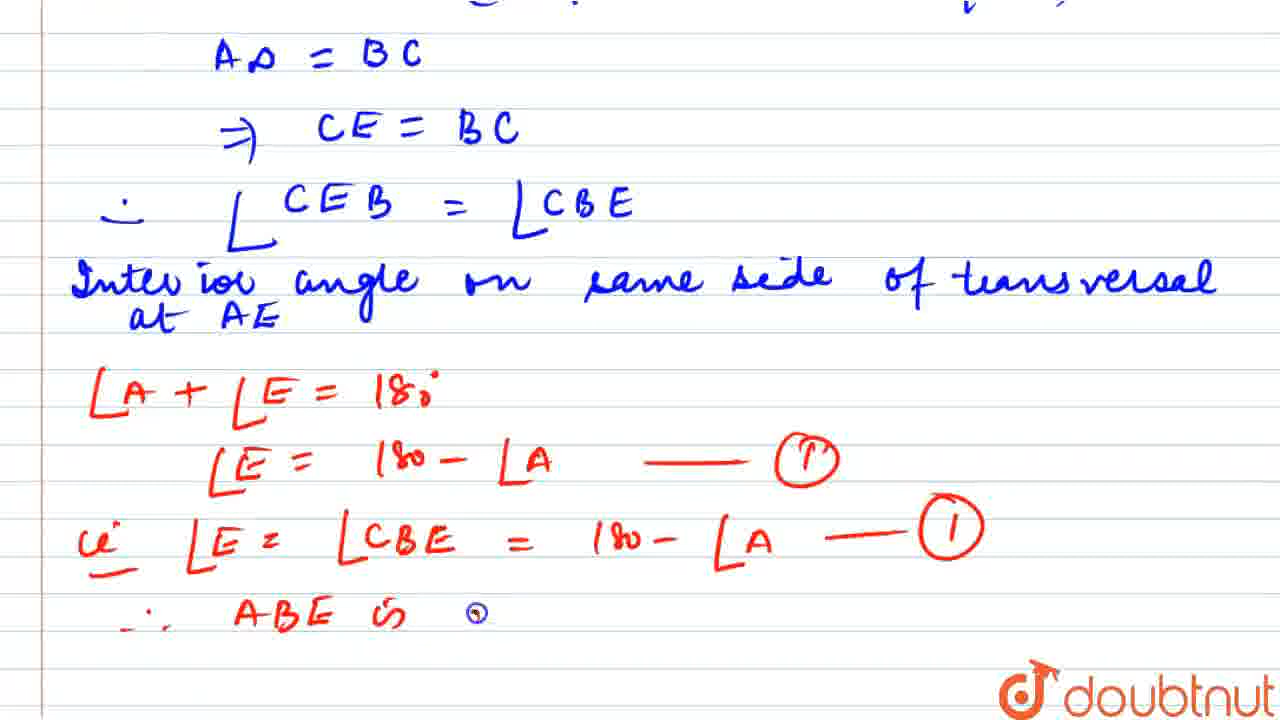 AD = BC
⇒ CE = BC
∴ ∠CEB = ∠CBE
Interior angle on same side of transversal
at AE
∠A + ∠E = 180°
∠E = 180 - ∠A — ①
ie ∠E = ∠CBE = 180 - ∠A — ①
∴ ABE is
doubtnut